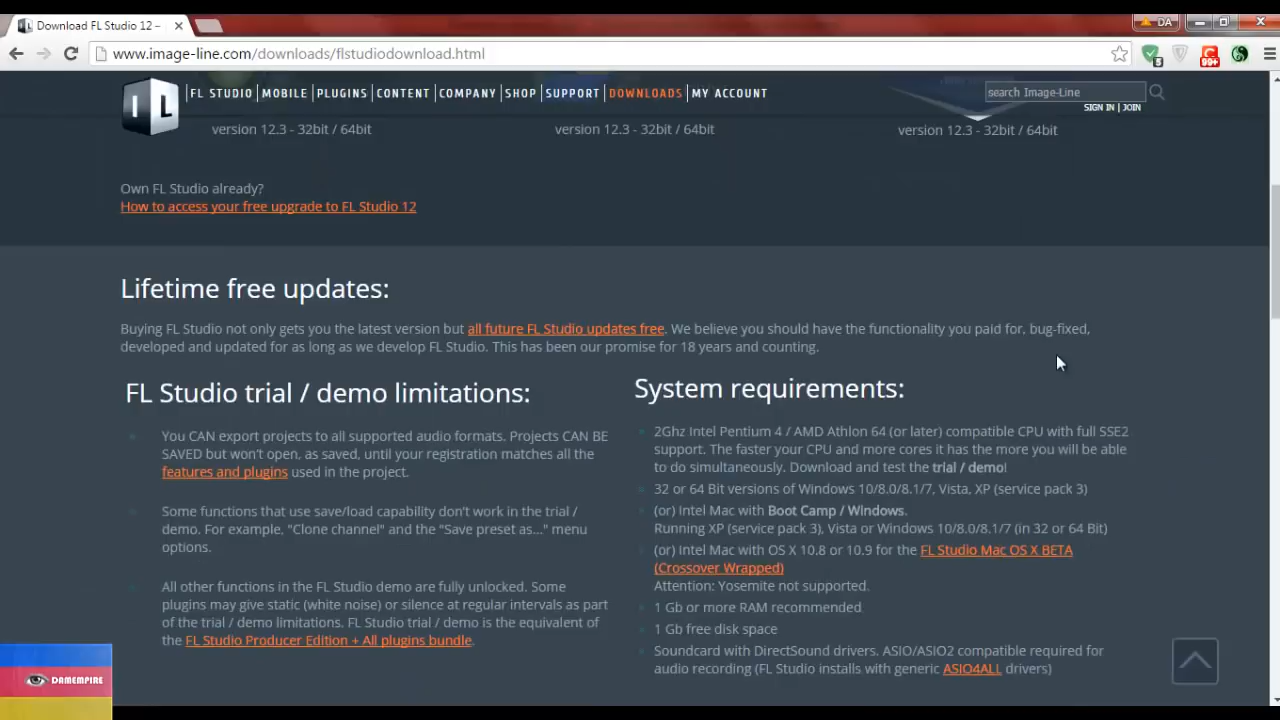 Download FL Studio 12 –
DA
www.image-line.com/downloads/flstudiodownload.html
5
99+
IL
FL STUDIO MOBILE PLUGINS CONTENT COMPANY SHOP SUPPORT DOWNLOADS MY ACCOUNT
search Image-Line
SIGN IN | JOIN
version 12.3 - 32bit / 64bit
version 12.3 - 32bit / 64bit
version 12.3 - 32bit / 64bit
Own FL Studio already?
How to access your free upgrade to FL Studio 12
Lifetime free updates:
Buying FL Studio not only gets you the latest version but all future FL Studio updates free. We believe you should have the functionality you paid for, bug-fixed,
developed and updated for as long as we develop FL Studio. This has been our promise for 18 years and counting.
FL Studio trial / demo limitations:
You CAN export projects to all supported audio formats. Projects CAN BE
SAVED but won't open, as saved, until your registration matches all the
features and plugins used in the project.
Some functions that use save/load capability don't work in the trial /
demo. For example, "Clone channel" and the "Save preset as..." menu
options.
All other functions in the FL Studio demo are fully unlocked. Some
plugins may give static (white noise) or silence at regular intervals as part
of the trial / demo limitations. FL Studio trial / demo is the equivalent of
the FL Studio Producer Edition + All plugins bundle.
System requirements:
2Ghz Intel Pentium 4 / AMD Athlon 64 (or later) compatible CPU with full SSE2
support. The faster your CPU and more cores it has the more you will be able
to do simultaneously. Download and test the trial / demo!
32 or 64 Bit versions of Windows 10/8.0/8.1/7, Vista, XP (service pack 3)
(or) Intel Mac with Boot Camp / Windows.
Running XP (service pack 3), Vista or Windows 10/8.0/8.1/7 (in 32 or 64 Bit)
(or) Intel Mac with OS X 10.8 or 10.9 for the FL Studio Mac OS X BETA
(Crossover Wrapped)
Attention: Yosemite not supported.
1 Gb or more RAM recommended.
1 Gb free disk space
Soundcard with DirectSound drivers. ASIO/ASIO2 compatible required for
audio recording (FL Studio installs with generic ASIO4ALL drivers)
DAMEMPIRE